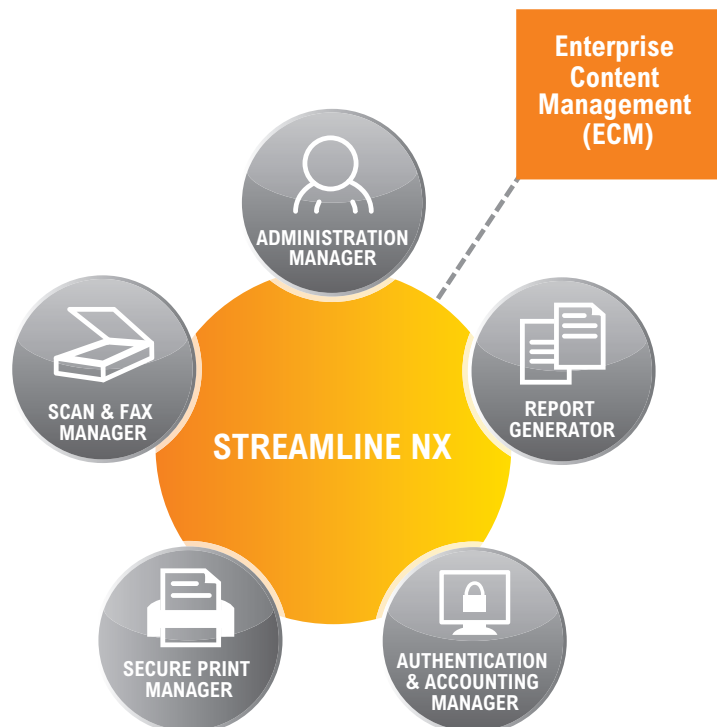 Enterprise
Content
Management
(ECM)
ADMINISTRATION
MANAGER
SCAN & FAX
MANAGER
REPORT
GENERATOR
STREAMLINE NX
SECURE PRINT
MANAGER
AUTHENTICATION
& ACCOUNTING
MANAGER